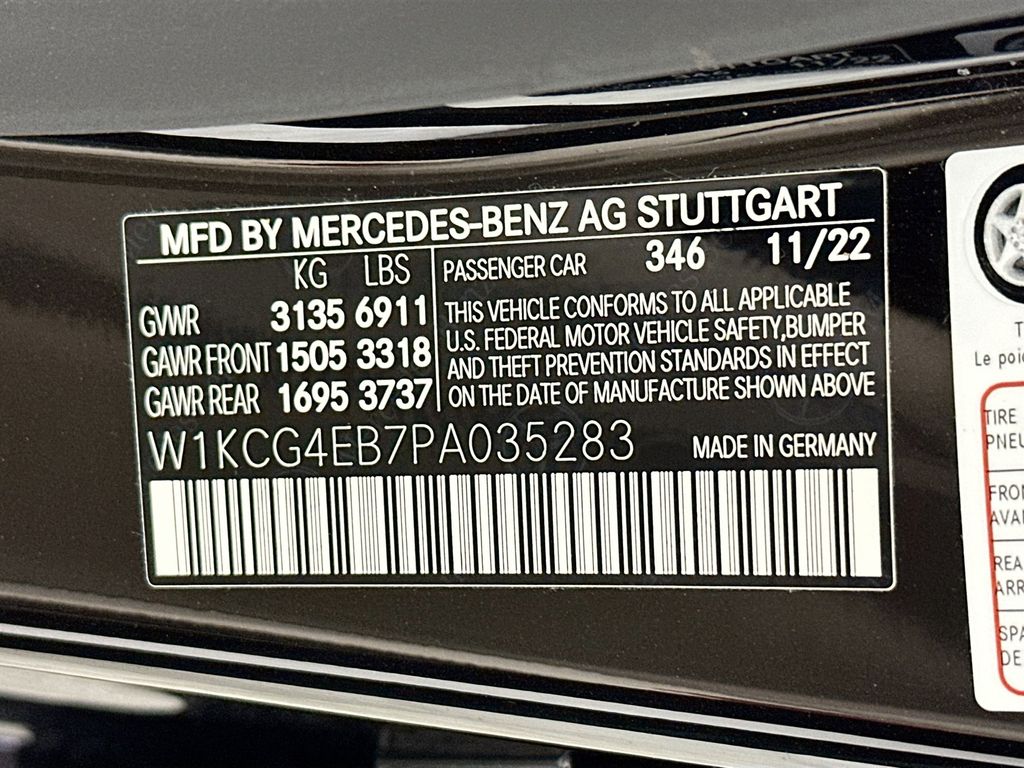 MFD BY MERCEDES-BENZ AG STUTTGART
KG LBS
GVWR 3135 6911
GAWR FRONT 1505 3318
GAWR REAR 1695 3737
PASSENGER CAR 346 11/22
THIS VEHICLE CONFORMS TO ALL APPLICABLE
U.S. FEDERAL MOTOR VEHICLE SAFETY,BUMPER
AND THEFT PREVENTION STANDARDS IN EFFECT
ON THE DATE OF MANUFACTURE SHOWN ABOVE
W1KCG4EB7PA035283 MADE IN GERMANY
11/22
Le poi
TIRE
PNEU
FRON
AVA
REA
ARR
SPA
DE